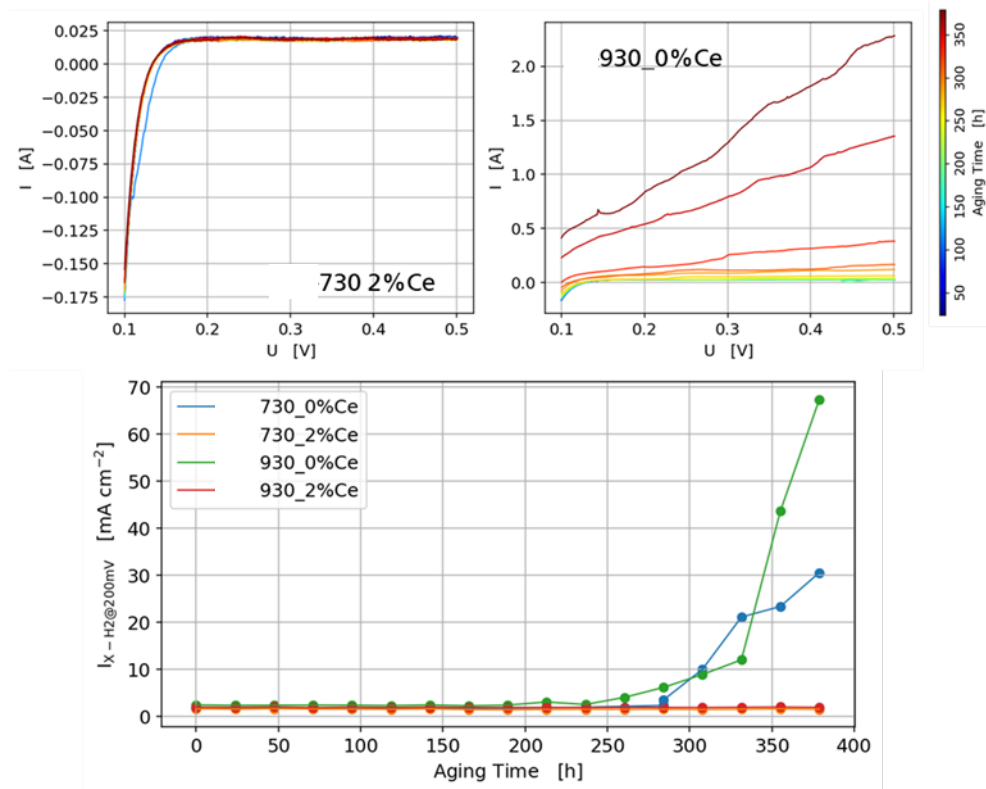 0.025
0.000
−0.025
−0.050
−0.075
−0.100
−0.125
−0.150
−0.175
I [A]
730 2%Ce
0.1 0.2 0.3 0.4 0.5
U [V]
930_0%Ce
2.0
1.5
1.0
0.5
0.0
I [A]
0.1 0.2 0.3 0.4 0.5
U [V]
350
300
250
200
150
100
50
Aging Time [h]
70
60
50
40
30
20
10
0
I_X−H2@200mV [mA cm⁻²]
730_0%Ce
730_2%Ce
930_0%Ce
930_2%Ce
0 50 100 150 200 250 300 350 400
Aging Time [h]